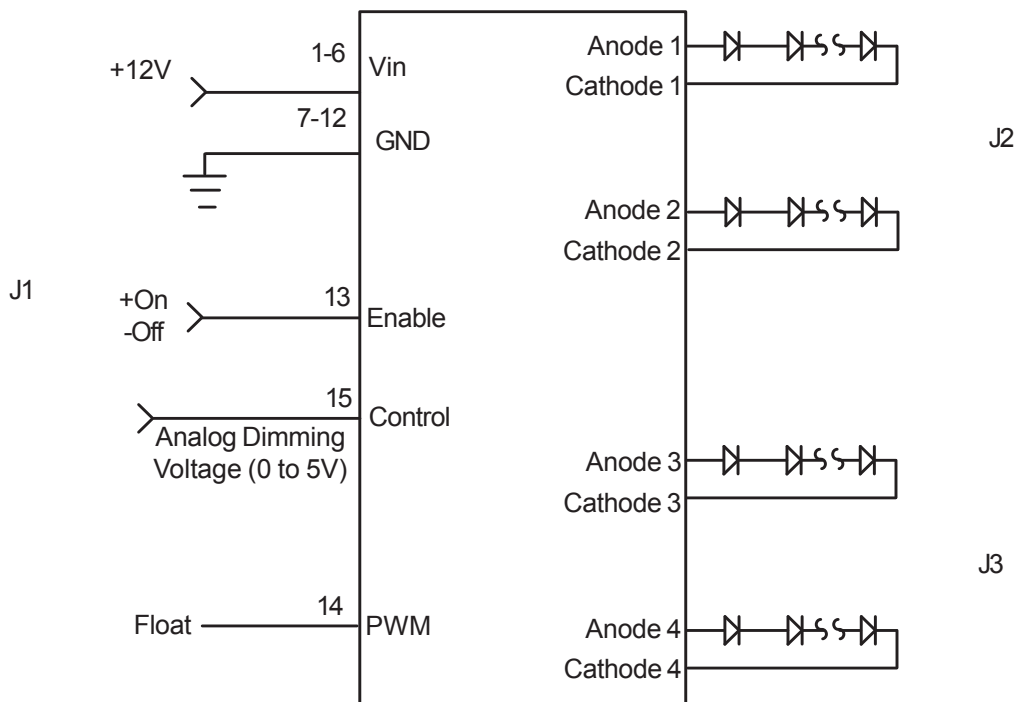 1-6
+12V
Vin
7-12
GND
J1
+On
-Off
13
Enable
15
Control
Analog Dimming
Voltage (0 to 5V)
14
Float
PWM
Anode 1
Cathode 1
J2
Anode 2
Cathode 2
Anode 3
Cathode 3
J3
Anode 4
Cathode 4